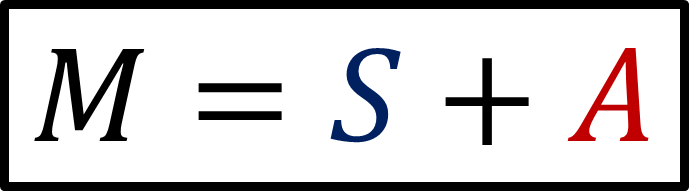 M = S + A